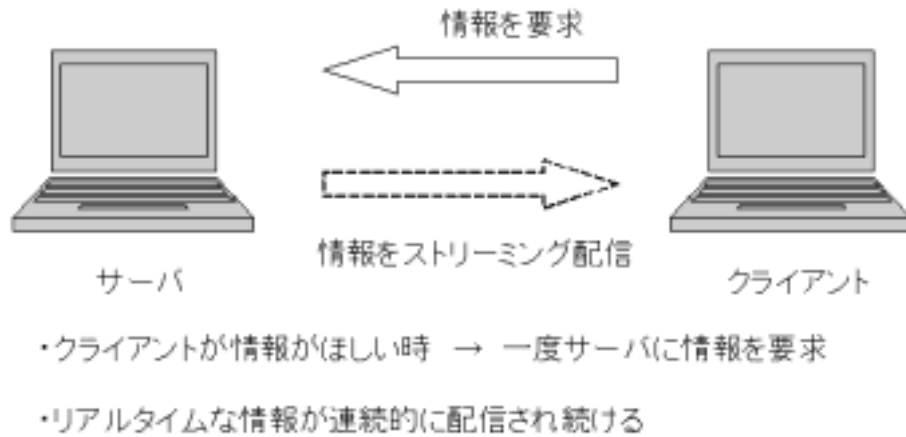 情報を要求
情報をストリーミング配信
サーバ
クライアント
・クライアントが情報がほしい時 → 一度サーバに情報を要求
・リアルタイムな情報が連続的に配信され続ける